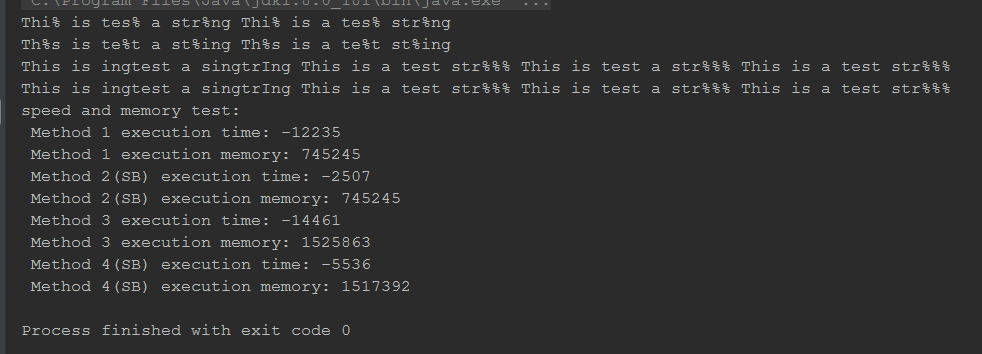 C:\Program Files\Java\jdk1.8.0_181\bin\java.exe" ...
Thi% is tes% a str%ng Thi% is a tes% str%ng
Th%s is te%t a st%ing Th%s is a te%t st%ing
This is ingtest a singtrIng This is a test str%%% This is test a str%%% This is a test str%%%
This is ingtest a singtrIng This is a test str%%% This is test a str%%% This is a test str%%%
speed and memory test:
Method 1 execution time: -12235
Method 1 execution memory: 745245
Method 2(SB) execution time: -2507
Method 2(SB) execution memory: 745245
Method 3 execution time: -14461
Method 3 execution memory: 1525863
Method 4(SB) execution time: -5536
Method 4(SB) execution memory: 1517392
Process finished with exit code 0